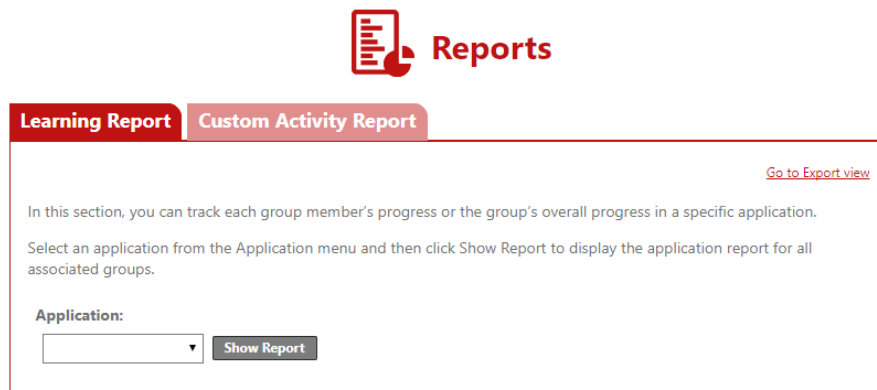 Reports
Learning Report
Custom Activity Report
Go to Export view
In this section, you can track each group member's progress or the group's overall progress in a specific application.
Select an application from the Application menu and then click Show Report to display the application report for all
associated groups.
Application:
Show Report